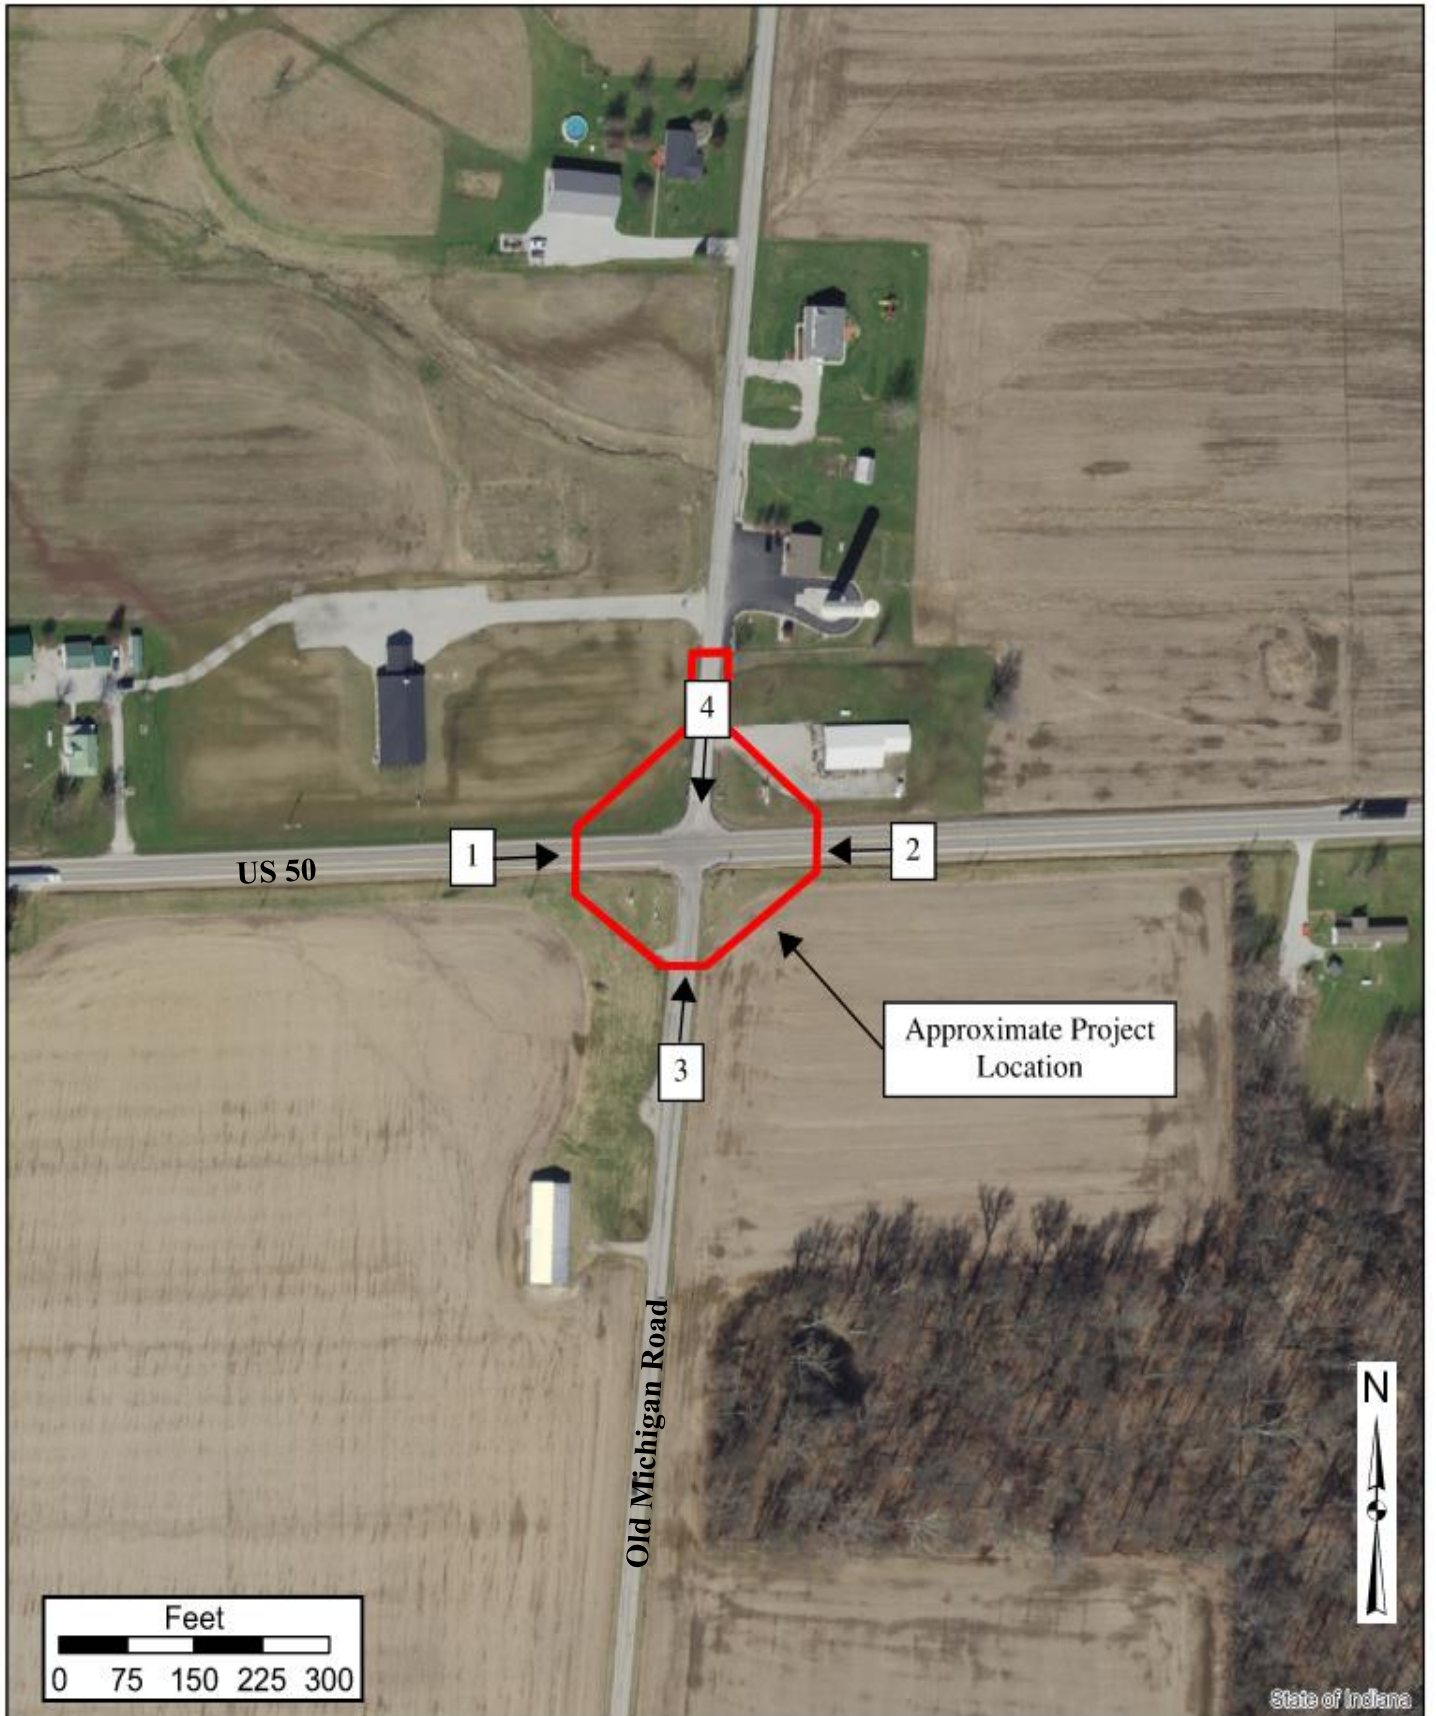 4
1
US 50
2
Approximate Project
Location
3
Old Michigan Road
N
Feet
0 75 150 225 300
State of Indiana